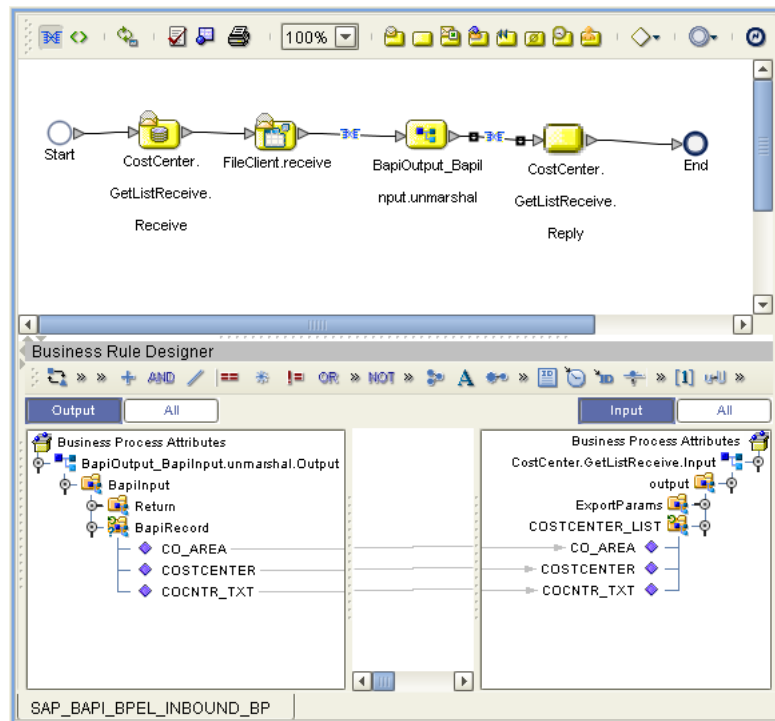 100%
Start
CostCenter.
GetListReceive.
Receive
FileClient.receive
BapiOutput_BapiI
nput.unmarshal
CostCenter.
GetListReceive.
Reply
End
Business Rule Designer
» » AND == != OR » NOT » A » »  [1] »
Output
All
Input
All
Business Process Attributes
BapiOutput_BapiInput.unmarshal.Output
BapiInput
Return
BapiRecord
CO_AREA
COSTCENTER
COCNTR_TXT
Business Process Attributes
CostCenter.GetListReceive.Input
output
ExportParams
COSTCENTER_LIST
CO_AREA
COSTCENTER
COCNTR_TXT
SAP_BAPI_BPEL_INBOUND_BP